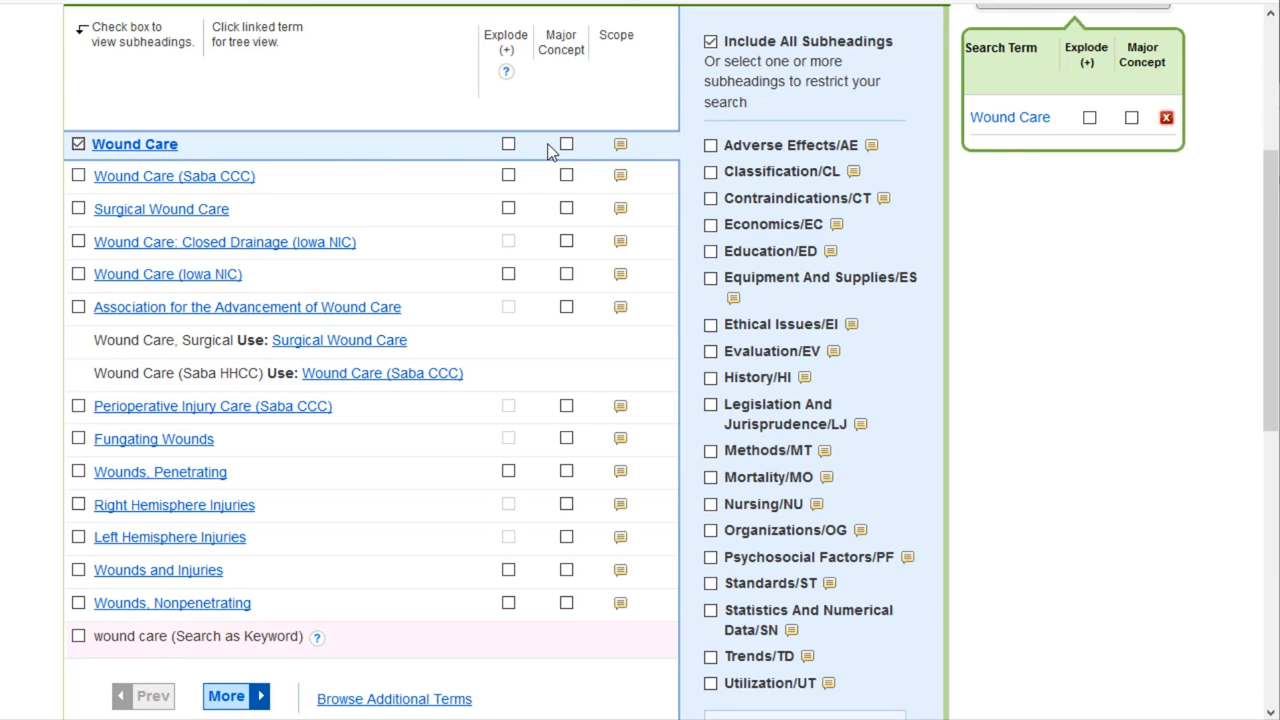 Check box to
view subheadings.
Click linked term
for tree view.
Explode
(+)
?
Major
Concept
Scope
Wound Care
Wound Care (Saba CCC)
Surgical Wound Care
Wound Care: Closed Drainage (Iowa NIC)
Wound Care (Iowa NIC)
Association for the Advancement of Wound Care
Wound Care, Surgical Use: Surgical Wound Care
Wound Care (Saba HHCC) Use: Wound Care (Saba CCC)
Perioperative Injury Care (Saba CCC)
Fungating Wounds
Wounds, Penetrating
Right Hemisphere Injuries
Left Hemisphere Injuries
Wounds and Injuries
Wounds, Nonpenetrating
wound care (Search as Keyword) ?
Prev
More
Browse Additional Terms
Include All Subheadings
Or select one or more
subheadings to restrict your
search
Adverse Effects/AE
Classification/CL
Contraindications/CT
Economics/EC
Education/ED
Equipment And Supplies/ES
Ethical Issues/EI
Evaluation/EV
History/HI
Legislation And
Jurisprudence/LJ
Methods/MT
Mortality/MO
Nursing/NU
Organizations/OG
Psychosocial Factors/PF
Standards/ST
Statistics And Numerical
Data/SN
Trends/TD
Utilization/UT
Search Term
Explode
(+)
Major
Concept
Wound Care